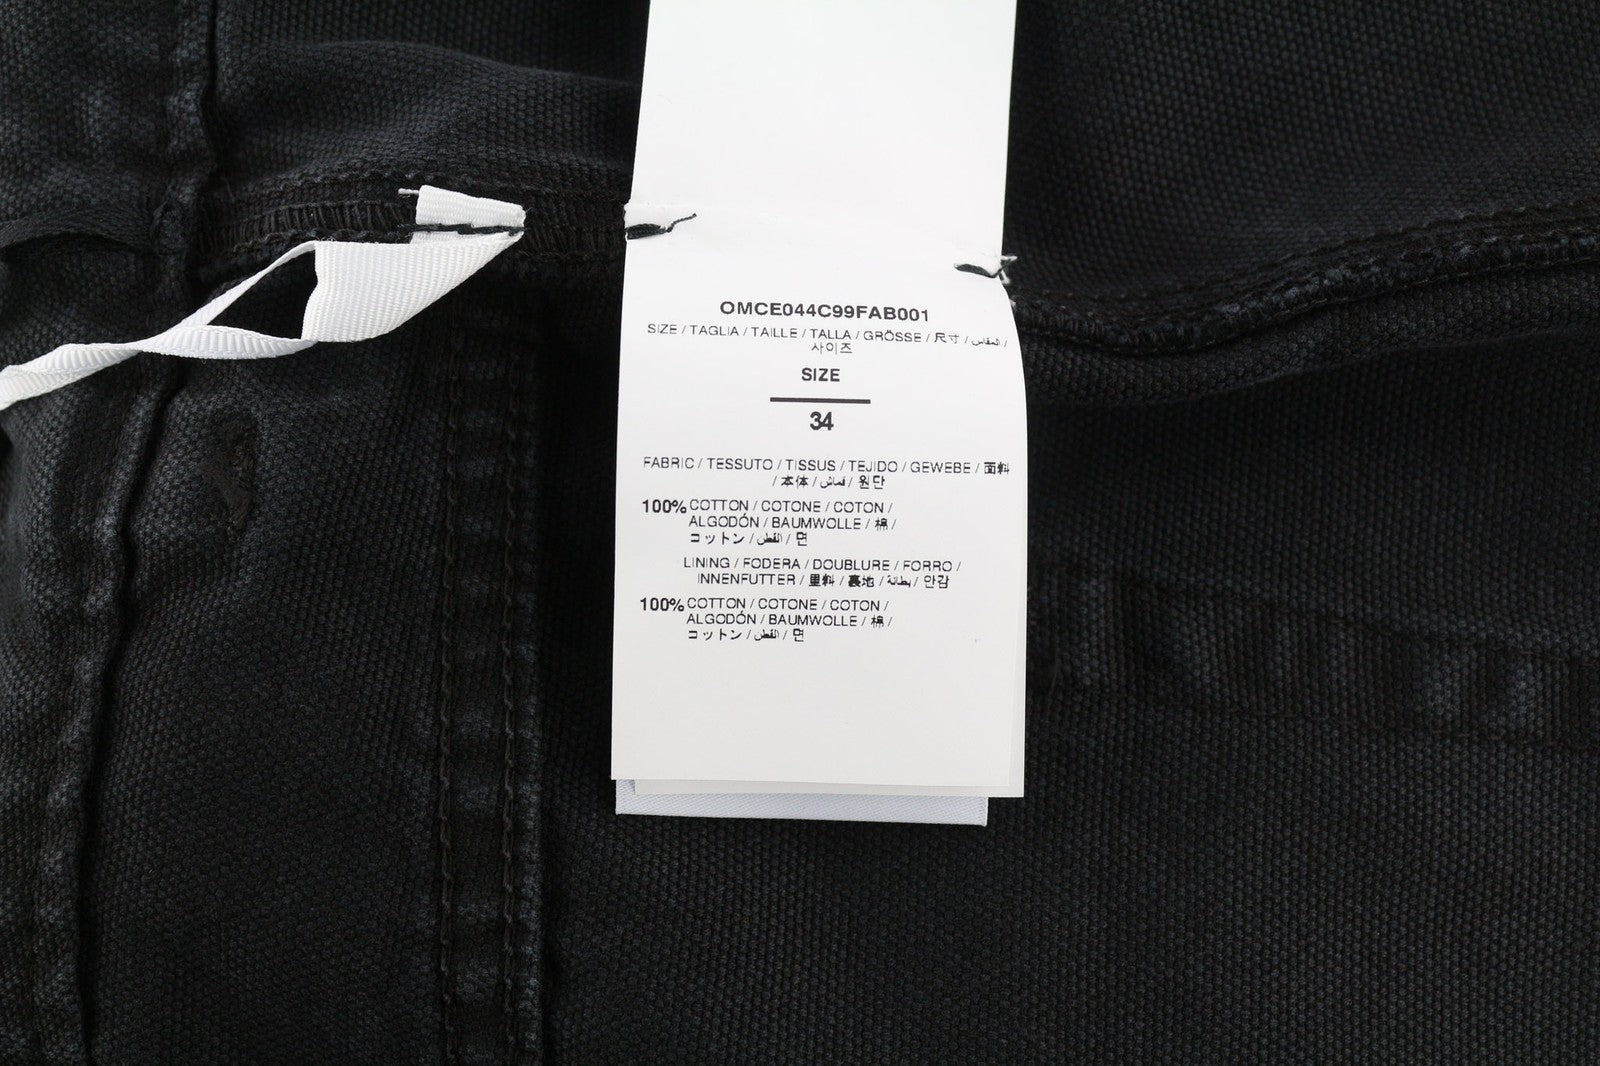 OMCE044C99FAB001
SIZE / TAGLIA / TAILLE / TALLA / GRÖSSE / 尺寸 / المقاس /
사이즈
SIZE
34
FABRIC / TESSUTO / TISSUS / TEJIDO / GEWEBE / 面料
/ 本体 / قماش / 원단
100% COTTON / COTONE / COTON /
ALGODÓN / BAUMWOLLE / 棉 /
コットン / القطن / 면
LINING / FODERA / DOUBLURE / FORRO /
INNENFUTTER / 里料 / 裏地 / بطانة / 안감
100% COTTON / COTONE / COTON /
ALGODÓN / BAUMWOLLE / 棉 /
コットン / القطن / 면